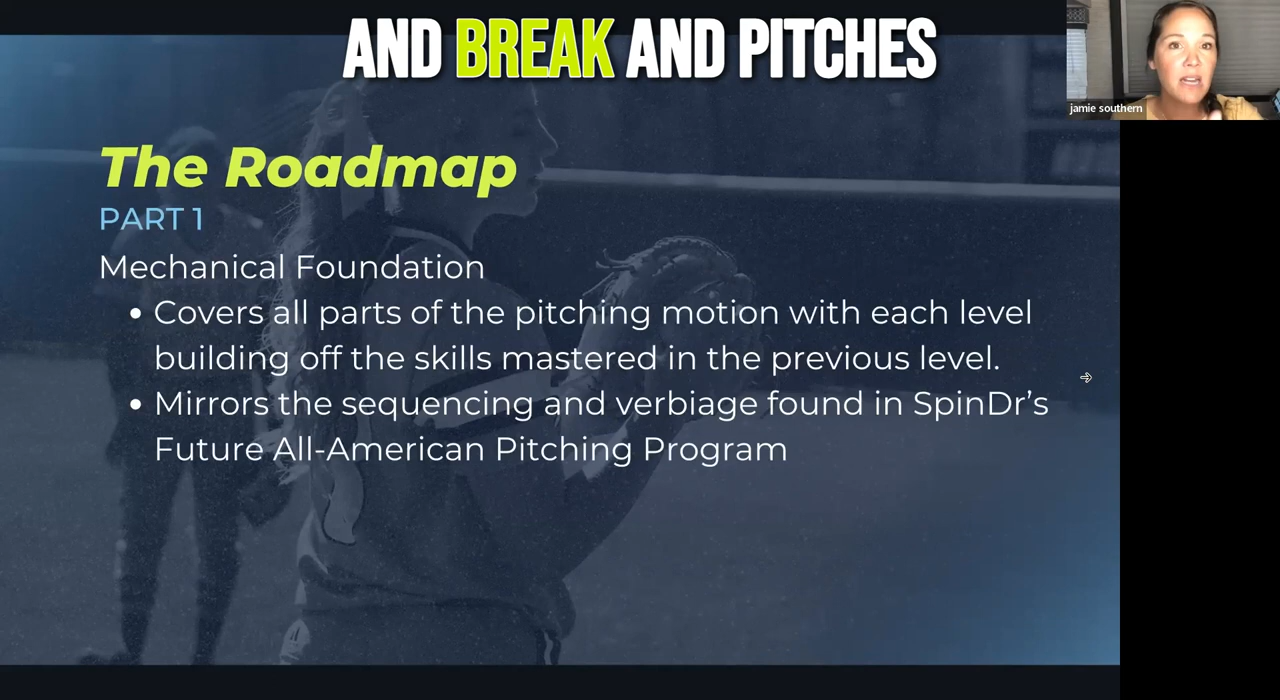 AND BREAK AND PITCHES
jamie southern
The Roadmap
PART 1
Mechanical Foundation
• Covers all parts of the pitching motion with each level
building off the skills mastered in the previous level.
• Mirrors the sequencing and verbiage found in SpinDr’s
Future All-American Pitching Program